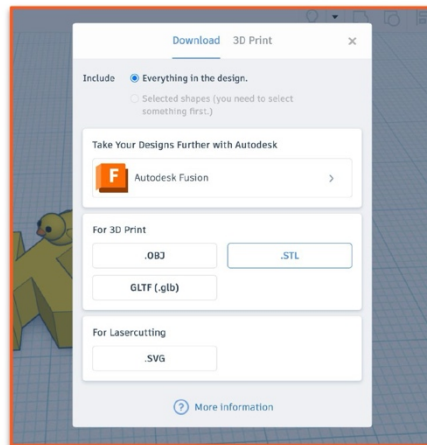 Download 3D Print
Include Everything in the design.
Selected shapes (you need to select
something first.)
Take Your Designs Further with Autodesk
F Autodesk Fusion
For 3D Print
.OBJ .STL
GLTF (.glb)
For Lasercutting
.SVG
? More information